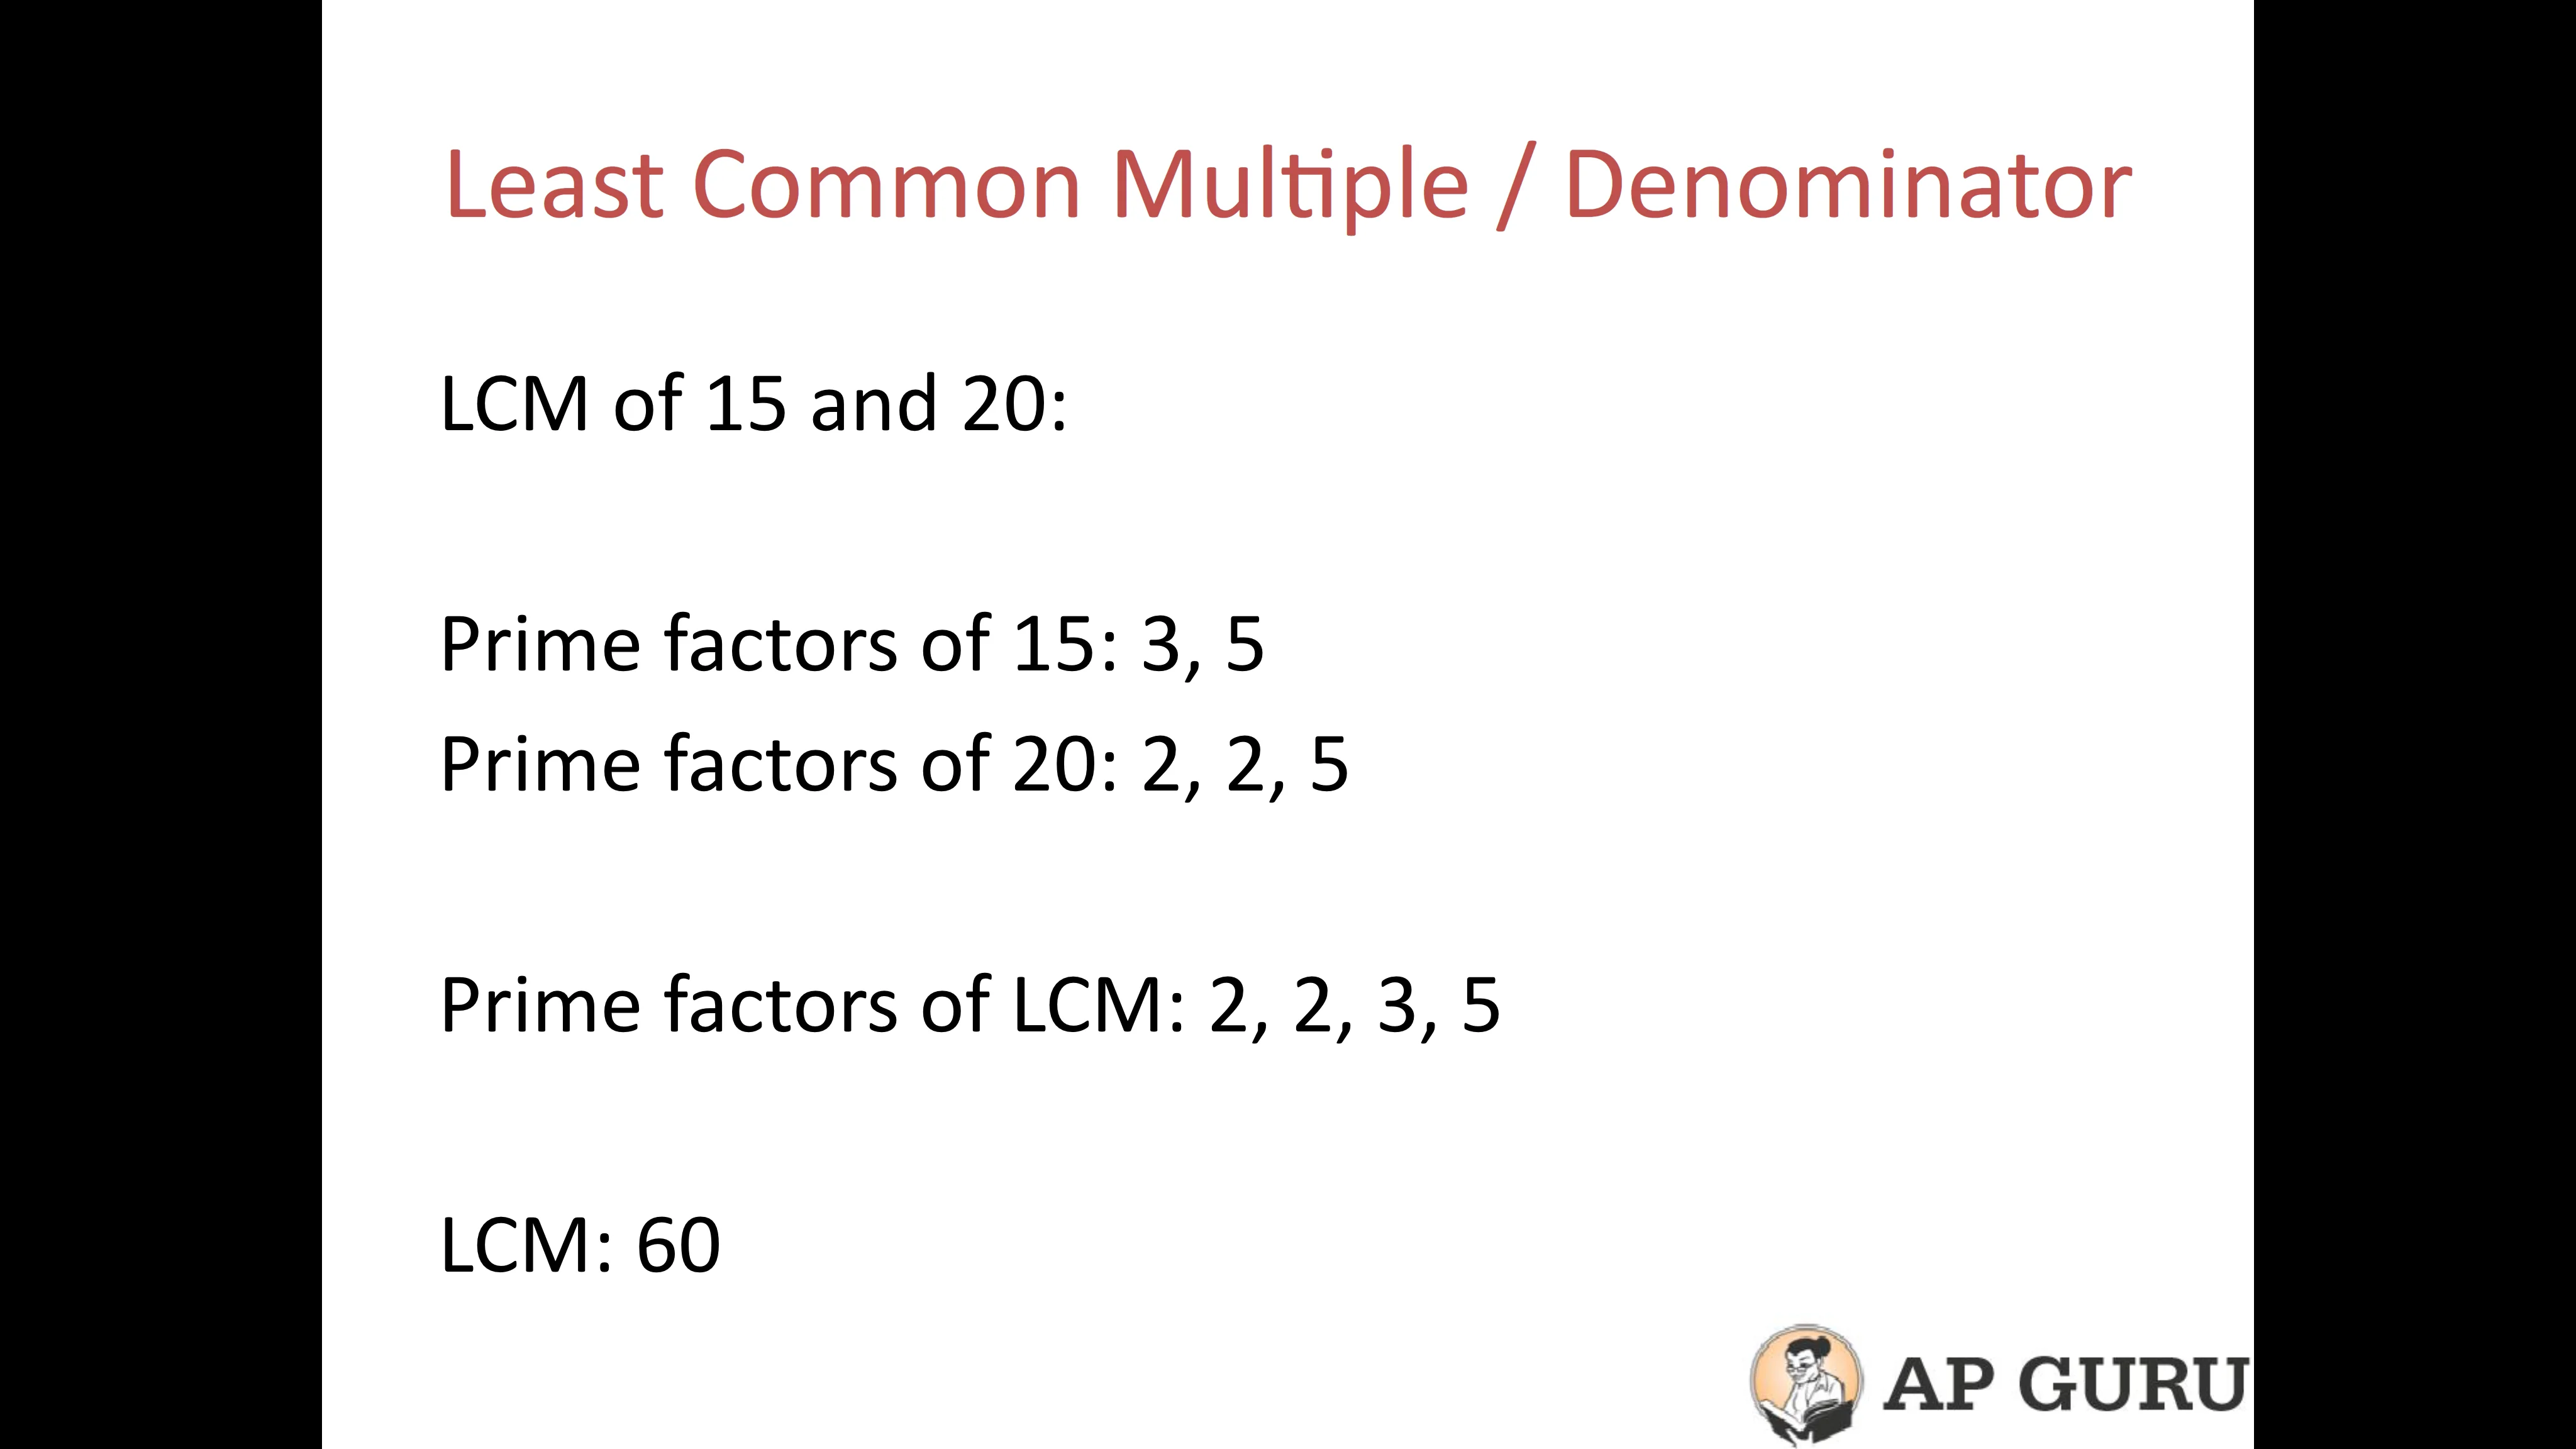 Least Common Multiple / Denominator
LCM of 15 and 20:
Prime factors of 15: 3, 5
Prime factors of 20: 2, 2, 5
Prime factors of LCM: 2, 2, 3, 5
LCM: 60
AP GURU